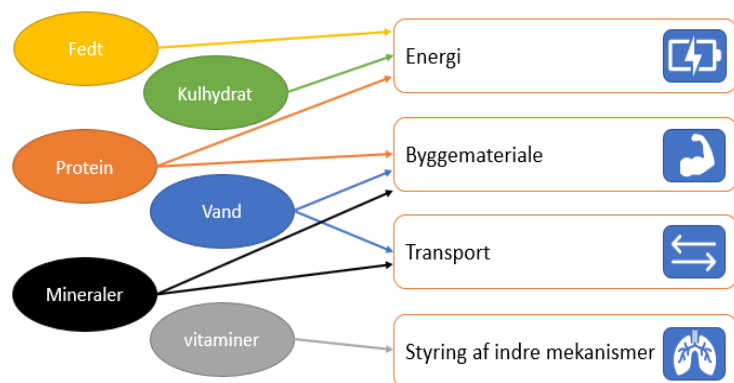 Fedt
Kulhydrat
Protein
Vand
Mineraler
vitaminer
Energi
Byggemateriale
Transport
Styring af indre mekanismer